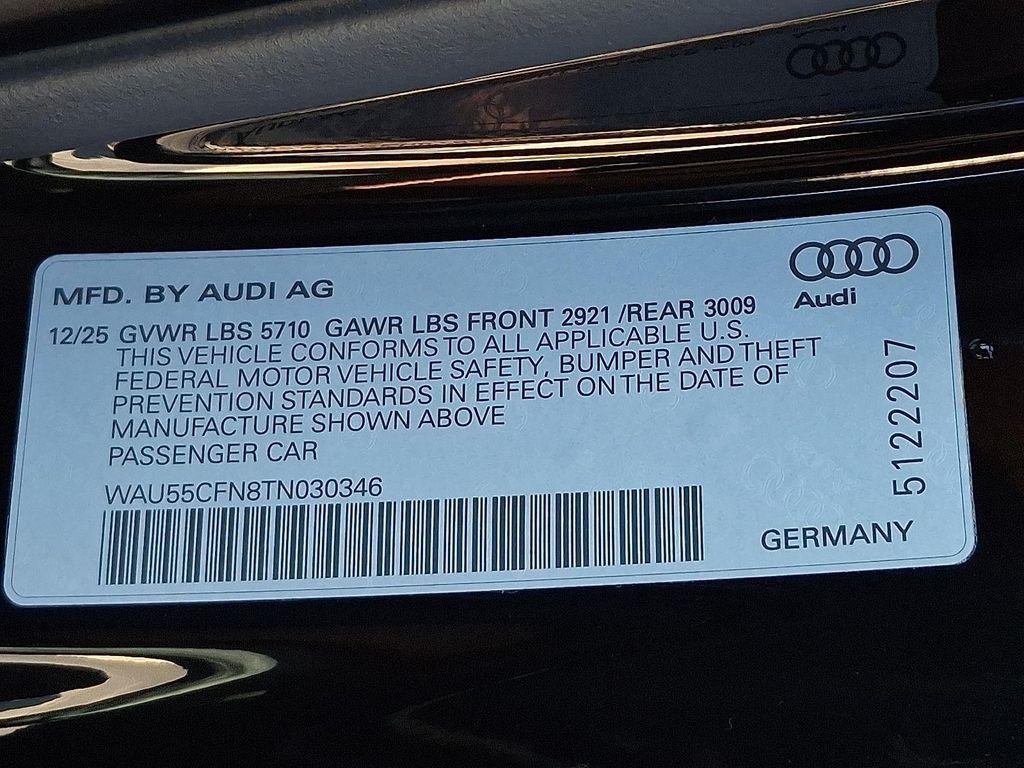 MFD. BY AUDI AG
Audi
12/25 GVWR LBS 5710 GAWR LBS FRONT 2921 /REAR 3009
THIS VEHICLE CONFORMS TO ALL APPLICABLE U.S.
FEDERAL MOTOR VEHICLE SAFETY, BUMPER AND THEFT
PREVENTION STANDARDS IN EFFECT ON THE DATE OF
MANUFACTURE SHOWN ABOVE
PASSENGER CAR
WAU55CFN8TN030346
5122207
GERMANY